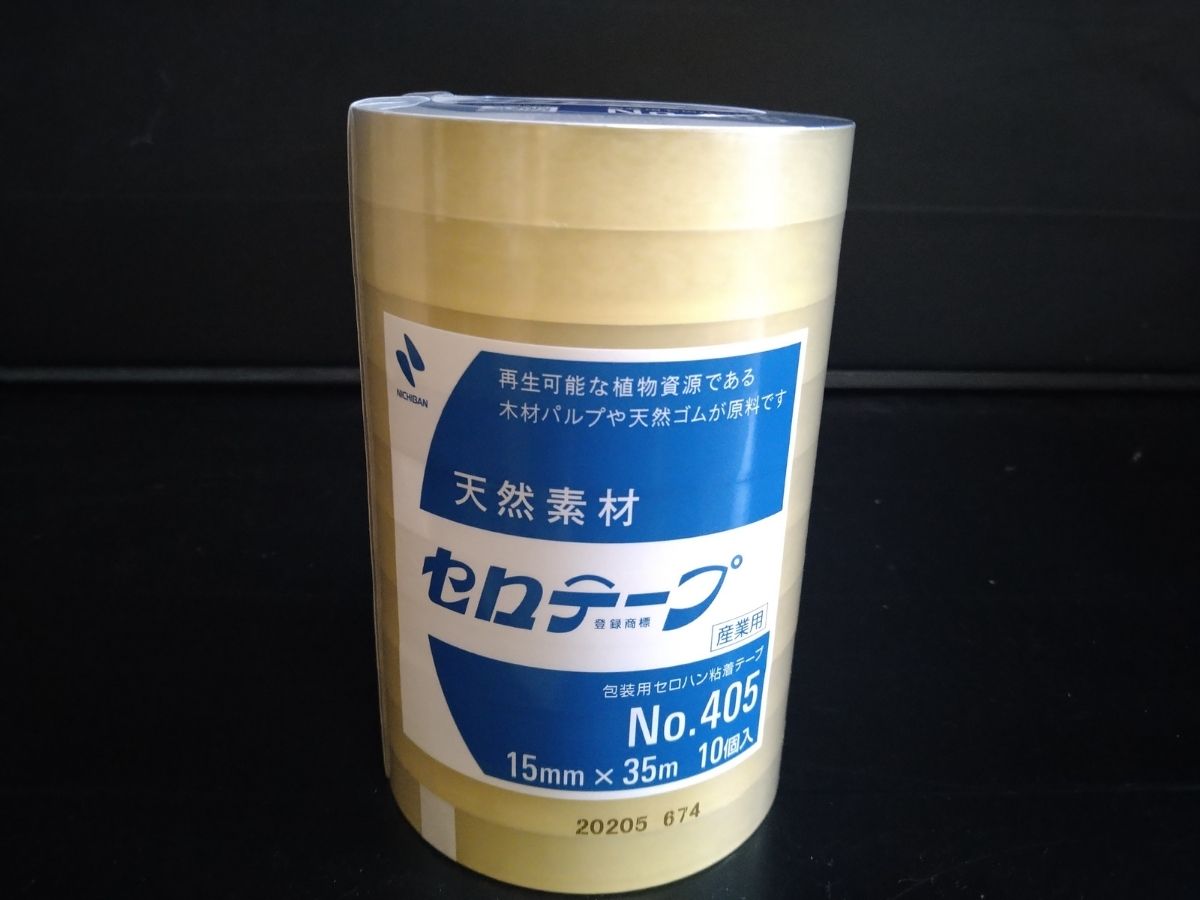 NICHIBAN
再生可能な植物資源である
木材パルプや天然ゴムが原料です
天然素材
セロテープ
登録商標
産業用
包装用セロハン粘着テープ
No.405
15mm × 35m 10個入
20205 674